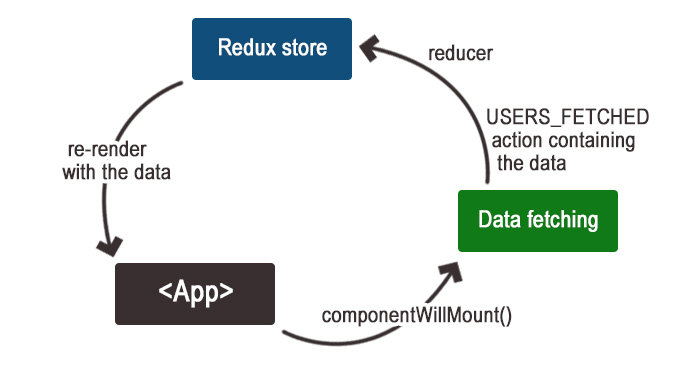 Redux store
reducer
USERS_FETCHED
action containing
the data
re-render
with the data
Data fetching
<App>
componentWillMount()